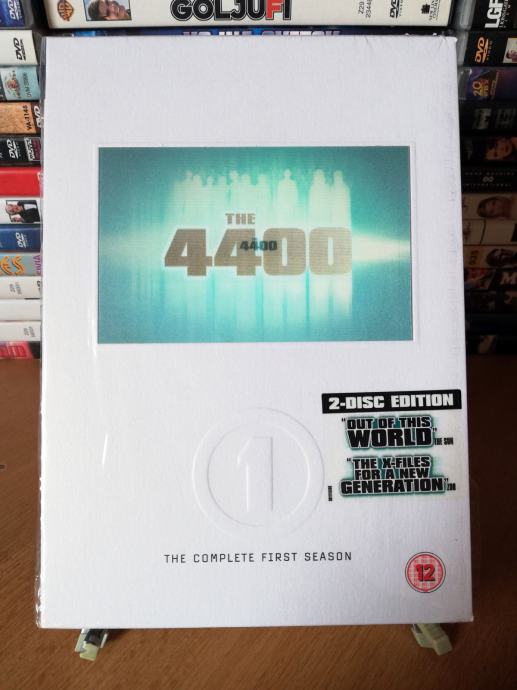 GOLJUFI
DVD
THE
4400
4400
2-DISC EDITION
"OUT OF THIS
WORLD"
THE SUN
"THE X-FILES
FOR A NEW
GENERATION"
1
THE COMPLETE FIRST SEASON
12